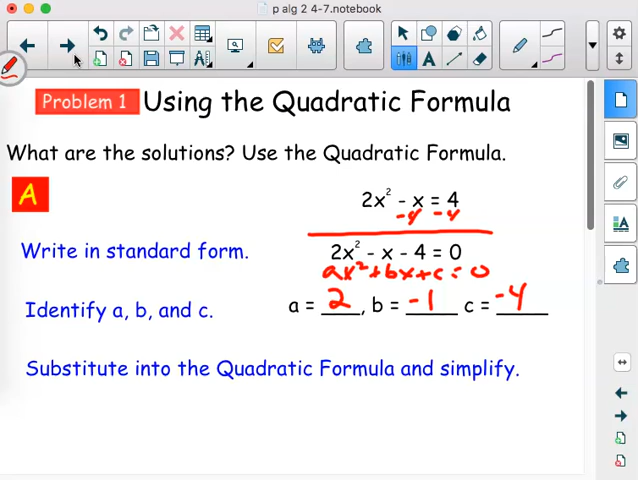 p alg 2 4-7.notebook
Problem 1 Using the Quadratic Formula
What are the solutions? Use the Quadratic Formula.
A
2x² - x = 4
-4 -4
Write in standard form. 2x² - x - 4 = 0
ax² + bx + c = 0
Identify a, b, and c. a = 2, b = -1 c = -4
Substitute into the Quadratic Formula and simplify.